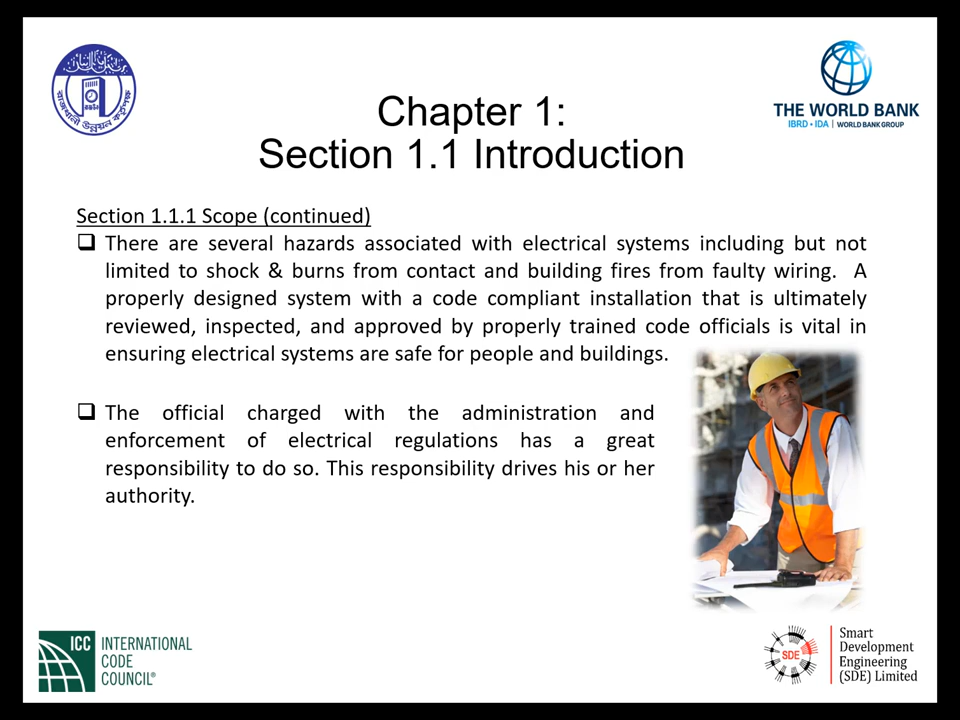 THE WORLD BANK
IBRD • IDA | WORLD BANK GROUP
Chapter 1:
Section 1.1 Introduction
Section 1.1.1 Scope (continued)
❑ There are several hazards associated with electrical systems including but not
limited to shock & burns from contact and building fires from faulty wiring. A
properly designed system with a code compliant installation that is ultimately
reviewed, inspected, and approved by properly trained code officials is vital in
ensuring electrical systems are safe for people and buildings.
❑ The official charged with the administration and
enforcement of electrical regulations has a great
responsibility to do so. This responsibility drives his or her
authority.
ICC INTERNATIONAL
CODE
COUNCIL®
SDE
Smart
Development
Engineering
(SDE) Limited